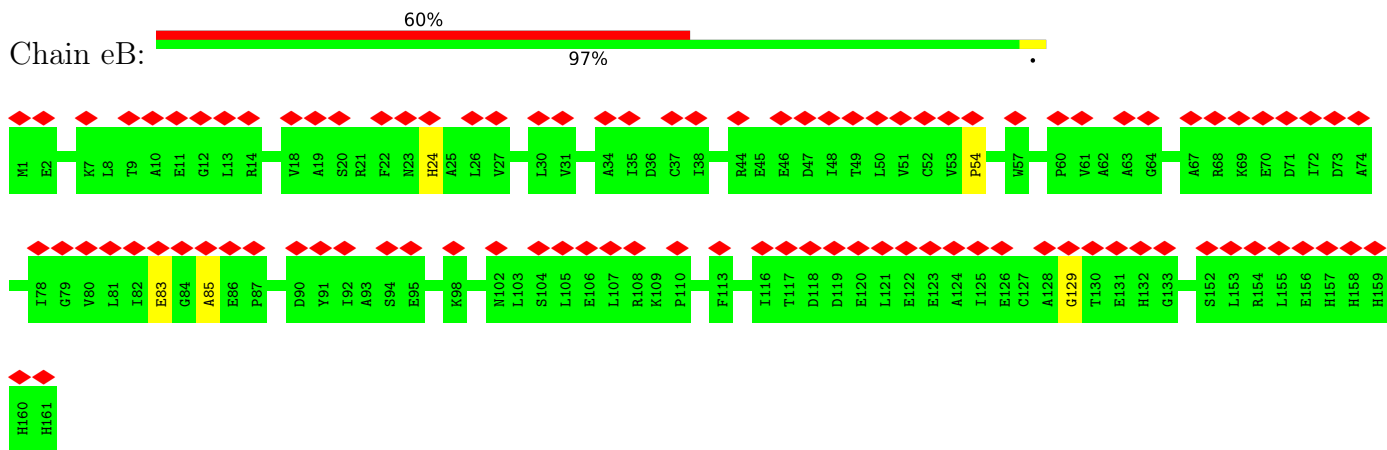 60%
Chain eB:
97%
.
M1 E2 K7 L8 T9 A10 E11 G12 L13 R14 V18 A19 S20 R21 F22 N23 H24 A25 L26 V27 L30 V31 A34 I35 D36 C37 I38 R44 E45 E46 D47 I48 T49 L50 V51 C52 V53 P54 W57 P60 V61 A62 A63 G64 A67 R68 K69 E70 D71 I72 D73 A74
I78 G79 V80 L81 I82 E83 G84 A85 E86 P87 D90 Y91 I92 A93 S94 E95 K98 N102 L103 S104 L105 E106 L107 R108 K109 P110 F113 I116 T117 D118 D119 E120 L121 E122 E123 A124 I125 E126 C127 A128 G129 T130 E131 H132 G133 S152 L153 R154 L155 E156 H157 H158 H159
H160 H161